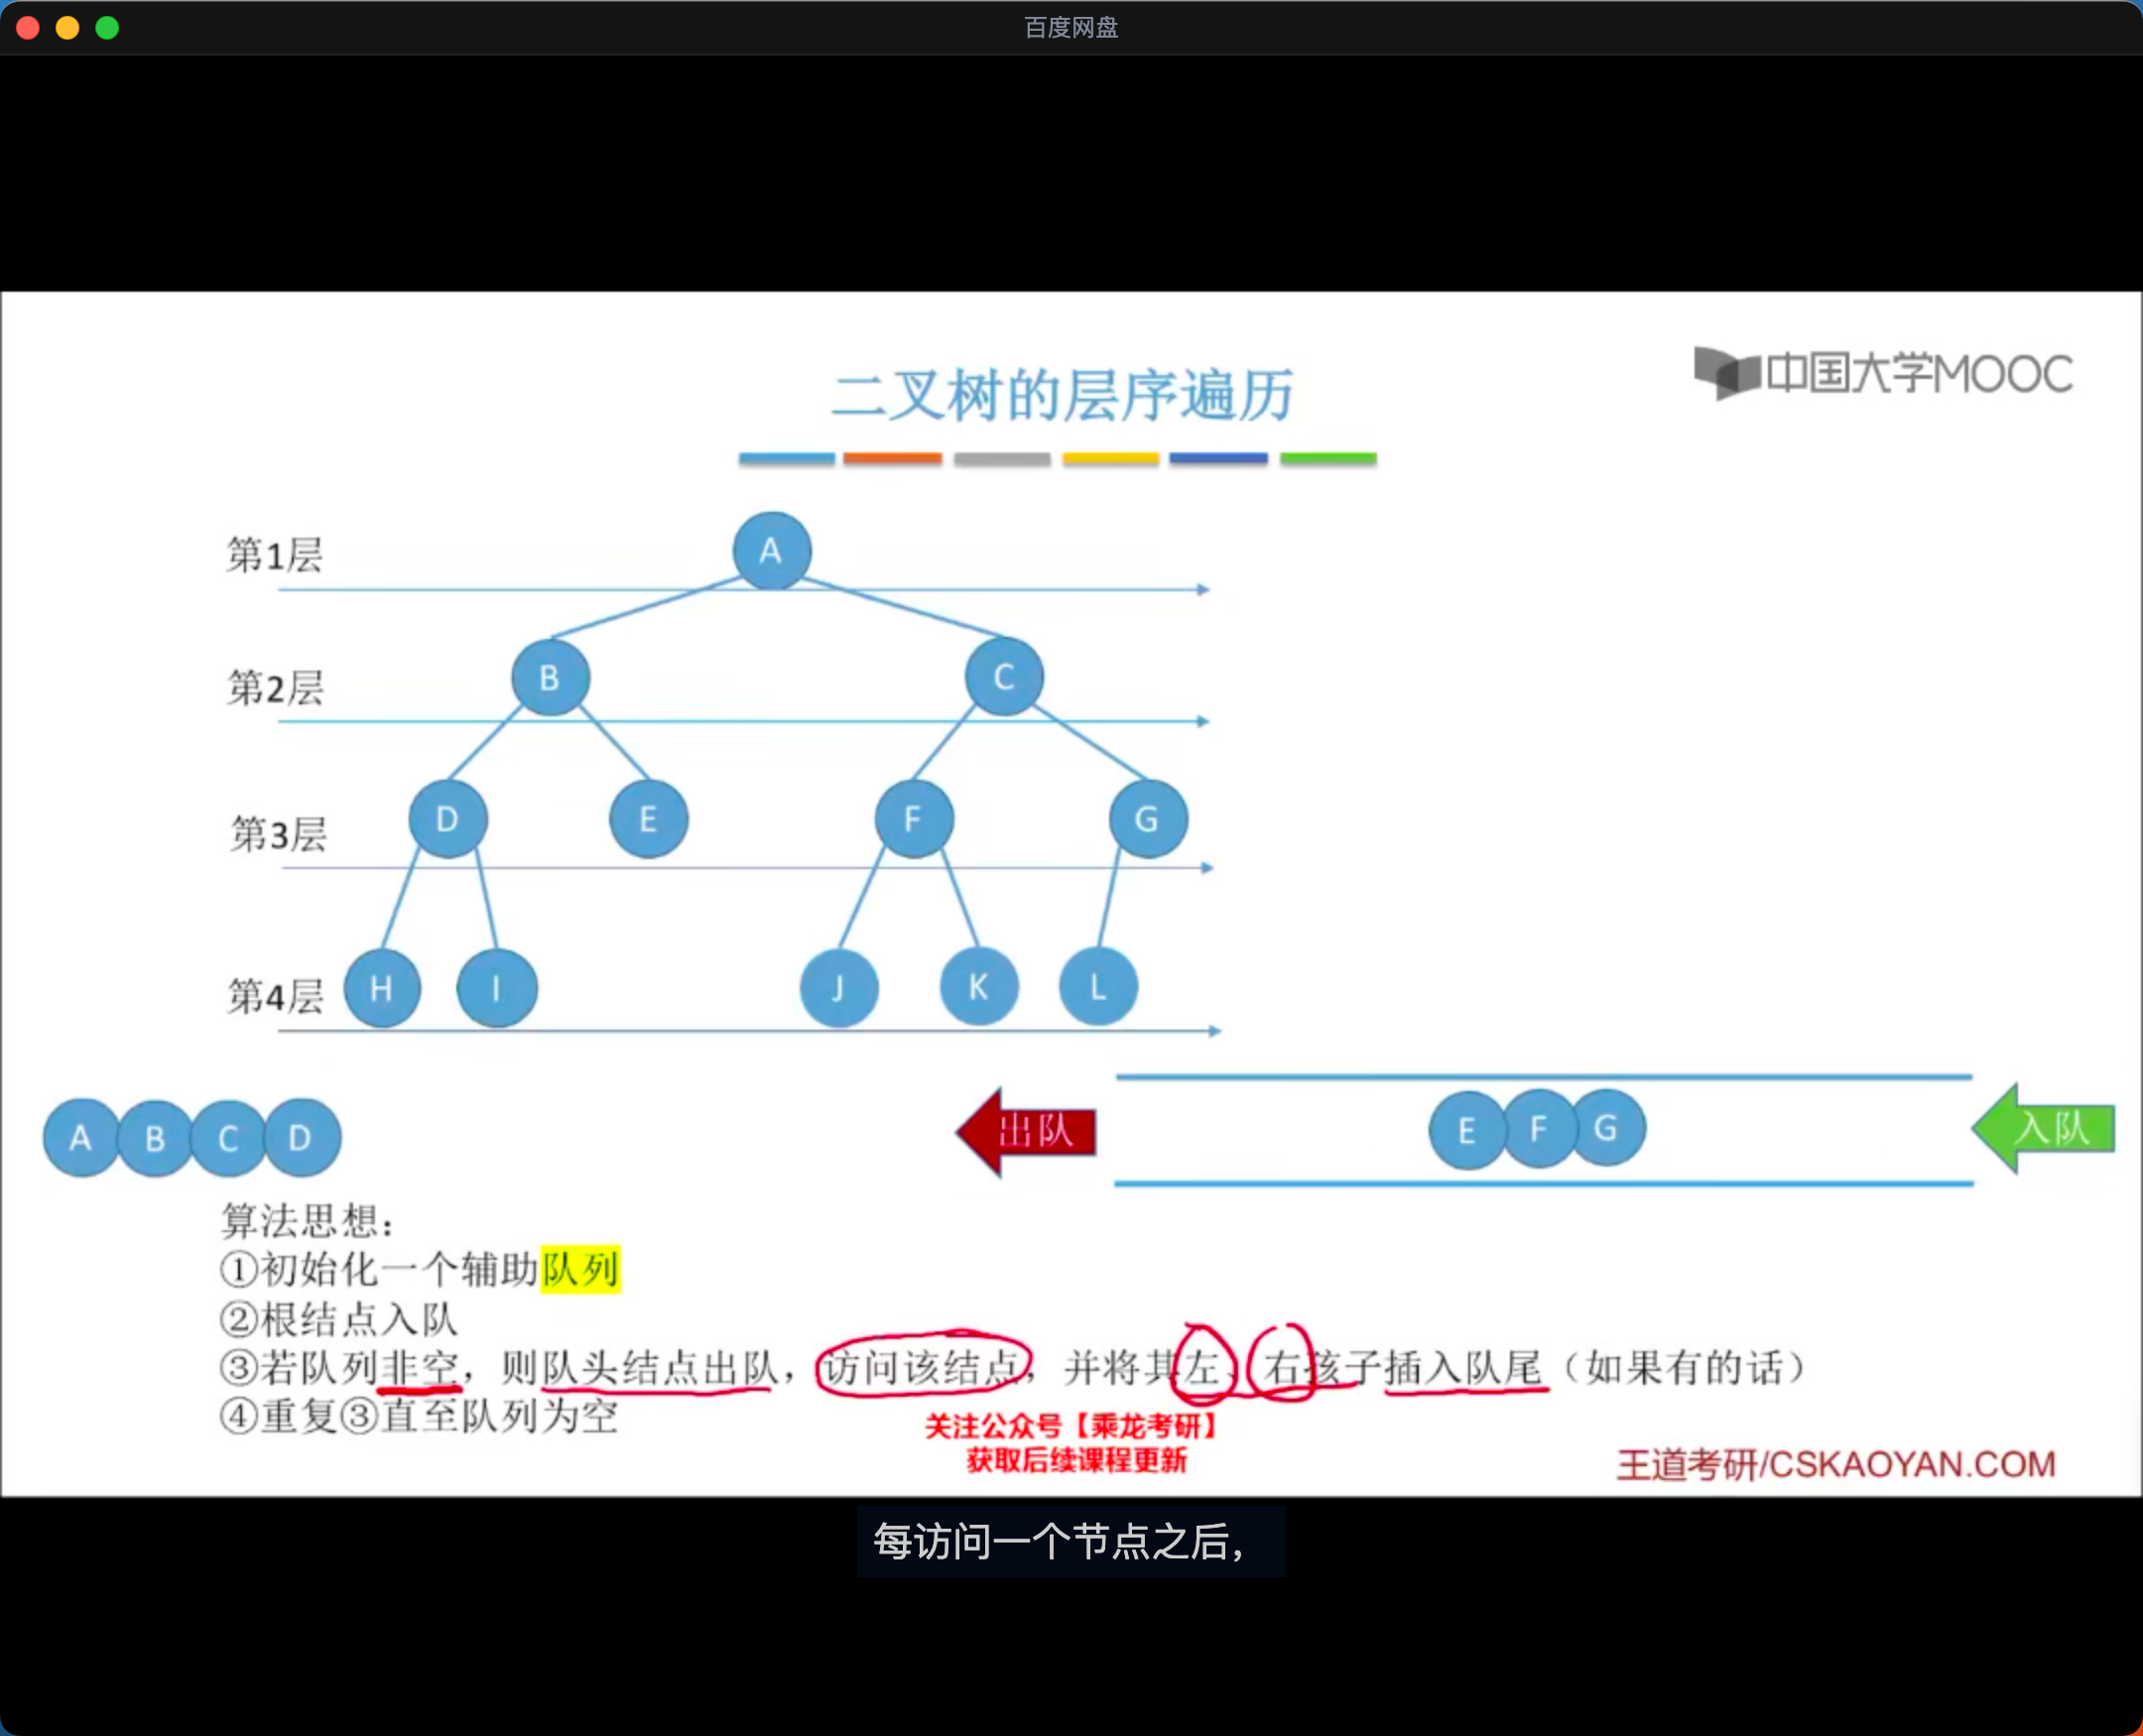 百度网盘
中国大学MOOC
二叉树的层序遍历
第1层
A
第2层
B
C
第3层
D
E
F
G
第4层
H
I
J
K
L
A B C D
出队
E F G
入队
算法思想：
①初始化一个辅助队列
②根结点入队
③若队列非空，则队头结点出队，访问该结点，并将其左、右孩子插入队尾（如果有的话）
④重复③直至队列为空
关注公众号【乘龙考研】
获取后续课程更新
王道考研/CSKAOYAN.COM
每访问一个节点之后，